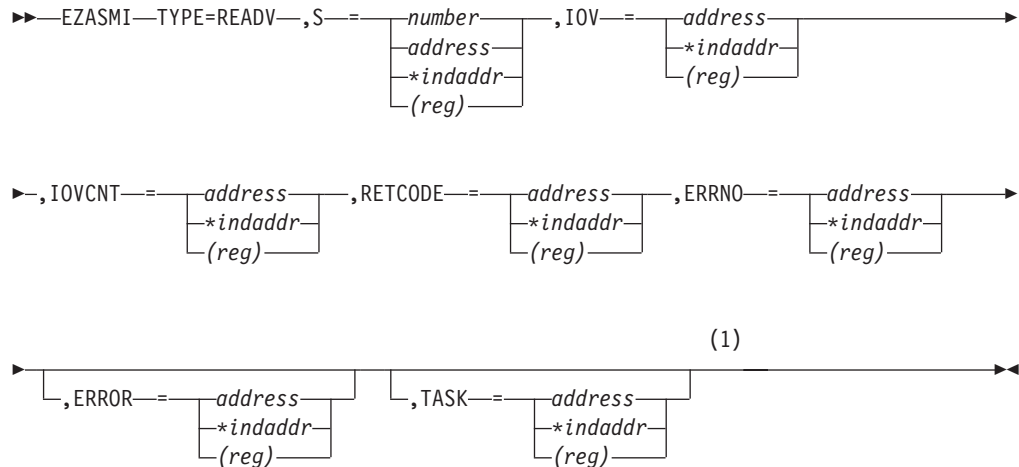 EZASMI TYPE=READV ,S = number ,IOV = address
address *indaddr
*indaddr (reg)
(reg)
,IOVCNT = address ,RETCODE = address ,ERRNO = address
*indaddr *indaddr *indaddr
(reg) (reg) (reg)
(1)
,ERROR = address ,TASK = address
*indaddr *indaddr
(reg) (reg)